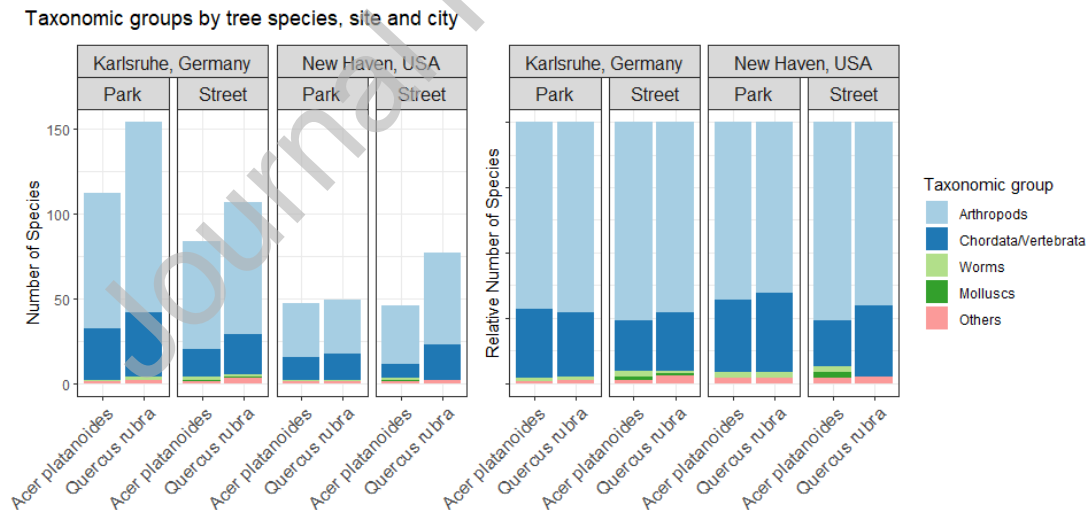 Taxonomic groups by tree species, site and city
Karlsruhe, Germany
New Haven, USA
Park
Street
Park
Street
Number of Species
150
100
50
0
Acer platanoides
Quercus rubra
Acer platanoides
Quercus rubra
Acer platanoides
Quercus rubra
Acer platanoides
Quercus rubra
Karlsruhe, Germany
New Haven, USA
Park
Street
Park
Street
Relative Number of Species
Acer platanoides
Quercus rubra
Acer platanoides
Quercus rubra
Acer platanoides
Quercus rubra
Acer platanoides
Quercus rubra
Taxonomic group
Arthropods
Chordata/Vertebrata
Worms
Molluscs
Others
Journal